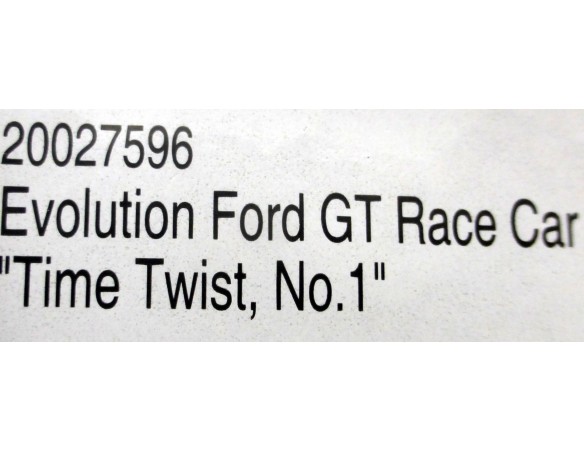 20027596
Evolution Ford GT Race Car
"Time Twist, No.1"